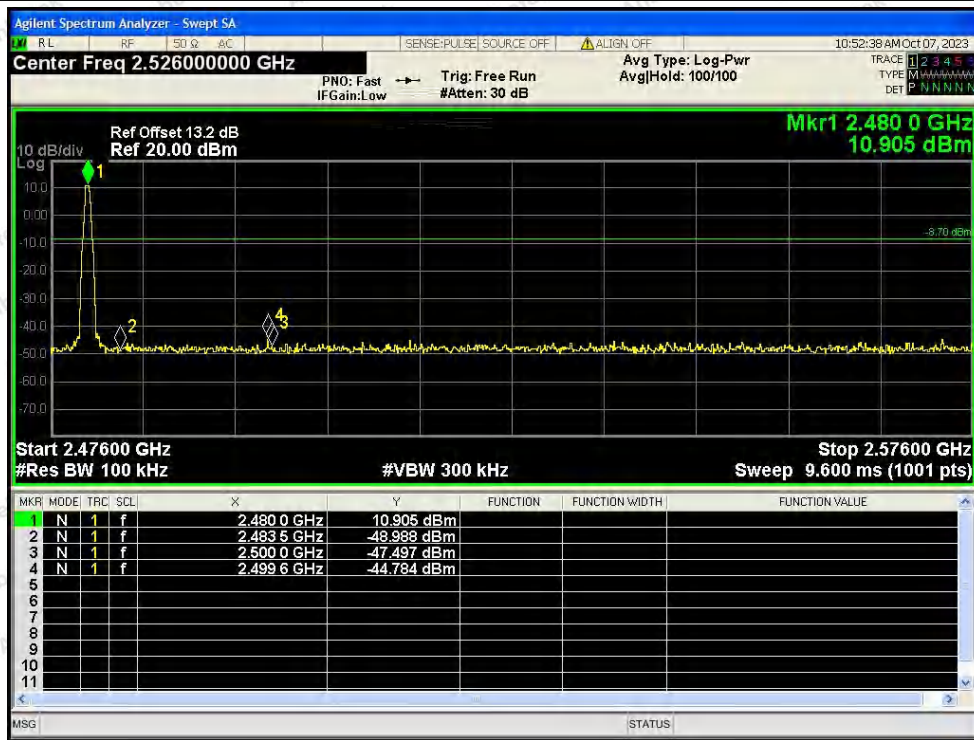 Agilent Spectrum Analyzer - Swept SA
RL RF 50 Ω AC SENSE:PULSE SOURCE OFF ALIGN OFF 10:52:38 AM Oct 07, 2023
Center Freq 2.526000000 GHz
PNO: Fast
IFGain:Low
Trig: Free Run
#Atten: 30 dB
Avg Type: Log-Pwr
Avg|Hold: 100/100
TRACE 1 2 3 4 5
TYPE M
DET P N N N N N
Mkr1 2.480 0 GHz
10.905 dBm
Ref Offset 13.2 dB
10 dB/div Ref 20.00 dBm
Log
1
10.0
0.00
-8.70 dBm
-10.0
-20.0
-30.0
4
3
2
-40.0
-50.0
-60.0
-70.0
Start 2.47600 GHz Stop 2.57600 GHz
#Res BW 100 kHz #VBW 300 kHz Sweep 9.600 ms (1001 pts)
MKR MODE TRC SCL X Y FUNCTION FUNCTION WIDTH FUNCTION VALUE
1 N 1 f 2.480 0 GHz 10.905 dBm
2 N 1 f 2.483 5 GHz -48.988 dBm
3 N 1 f 2.500 0 GHz -47.497 dBm
4 N 1 f 2.499 6 GHz -44.784 dBm
5
6
7
8
9
10
11
MSG STATUS